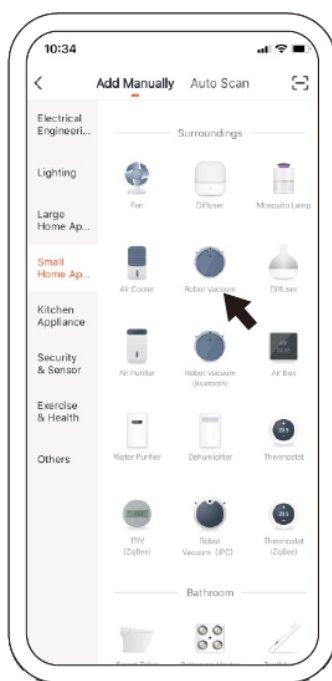 10:34
Add Manually Auto Scan
Electrical
Engineeri...
Lighting
Large
Home Ap...
Small
Home Ap...
Kitchen
Appliance
Security
& Sensor
Exercise
& Health
Others
Surroundings
Fan Diffuser Mosquito Lamp
Air Cooler Robot Vacuum Diffuser
Air Purifier Robot Vacuum
(Bluetooth) Air Box
Water Purifier Dehumidifier Thermostat
TRV
(ZigBee) Robot
Vacuum (IPC) Thermostat
(ZigBee)
Bathroom